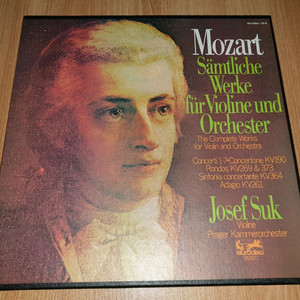 Mozart
Sämtliche
Werke
für Violine und
Orchester
The Complete Works
for Violin and Orchestra
Concerti 1-7•Concertone KV190
Rondos KV269 & 373
Sinfonia concertante KV364
Adagio KV261
Josef Suk
Violine
Prager Kammerorchester
eurodisc